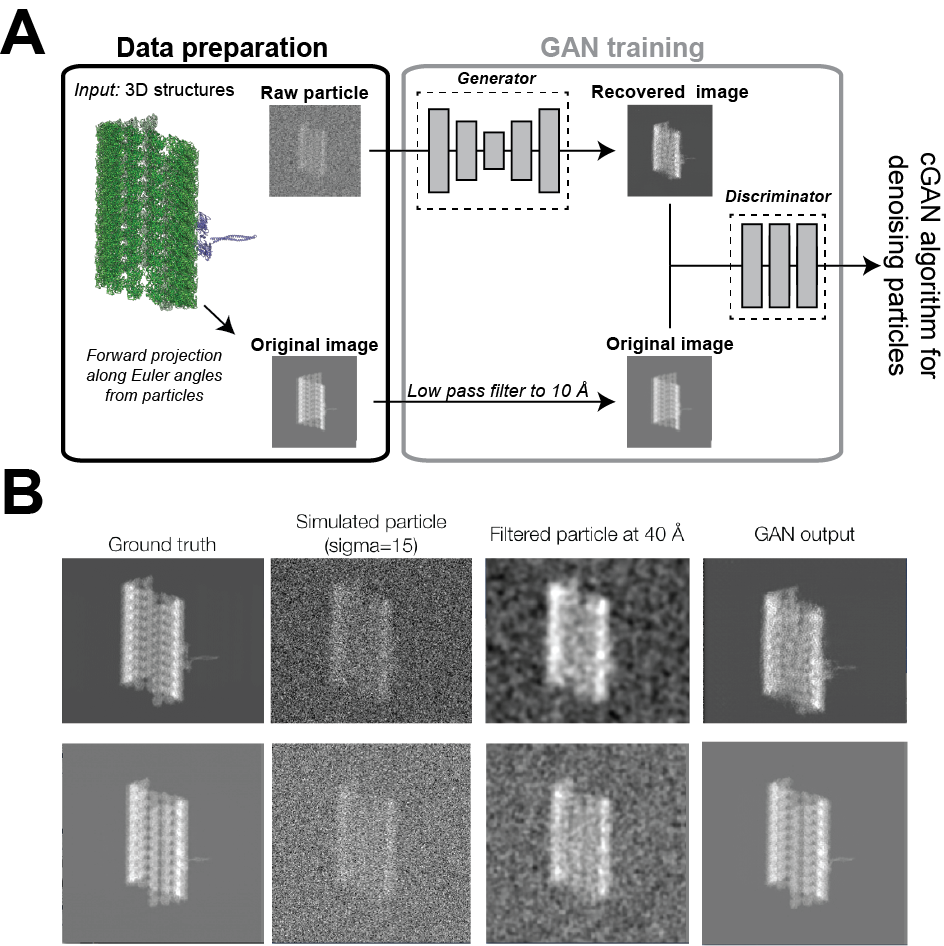 A
Data preparation
GAN training
Input: 3D structures
Raw particle
Generator
Recovered image
Discriminator
Forward projection
along Euler angles
from particles
Original image
Low pass filter to 10 Å
Original image
cGAN algorithm for
denoising particles
B
Ground truth
Simulated particle
(sigma=15)
Filtered particle at 40 Å
GAN output